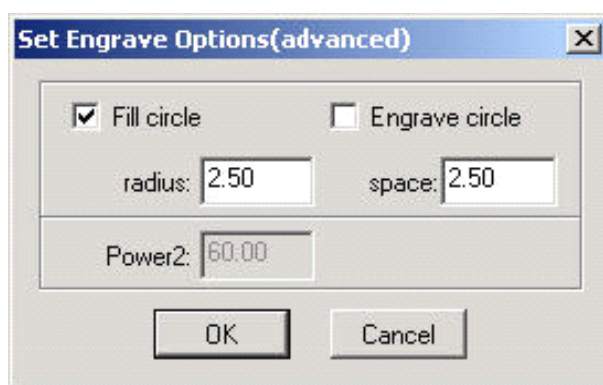 Set Engrave Options(advanced)
Fill circle Engrave circle
radius: 2.50 space: 2.50
Power2: 60.00
OK Cancel